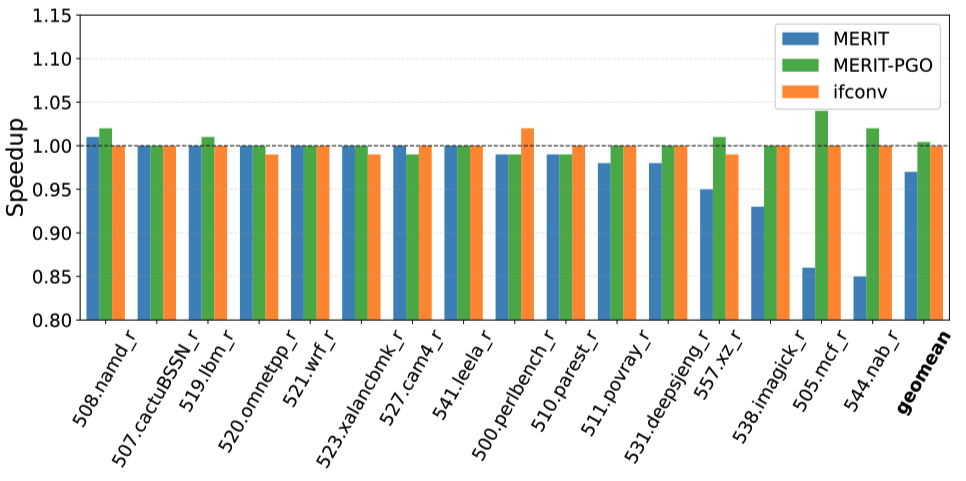 1.15
1.10
1.05
1.00
0.95
0.90
0.85
0.80
Speedup
MERIT
MERIT-PGO
ifconv
508.namd_r
507.cactuBSSN_r
519.lbm_r
520.omnetpp_r
521.wrf_r
523.xalancbmk_r
527.cam4_r
541.leela_r
500.perlbench_r
510.parest_r
511.povray_r
531.deepsjeng_r
557.xz_r
538.imagick_r
505.mcf_r
544.nab_r
geomean